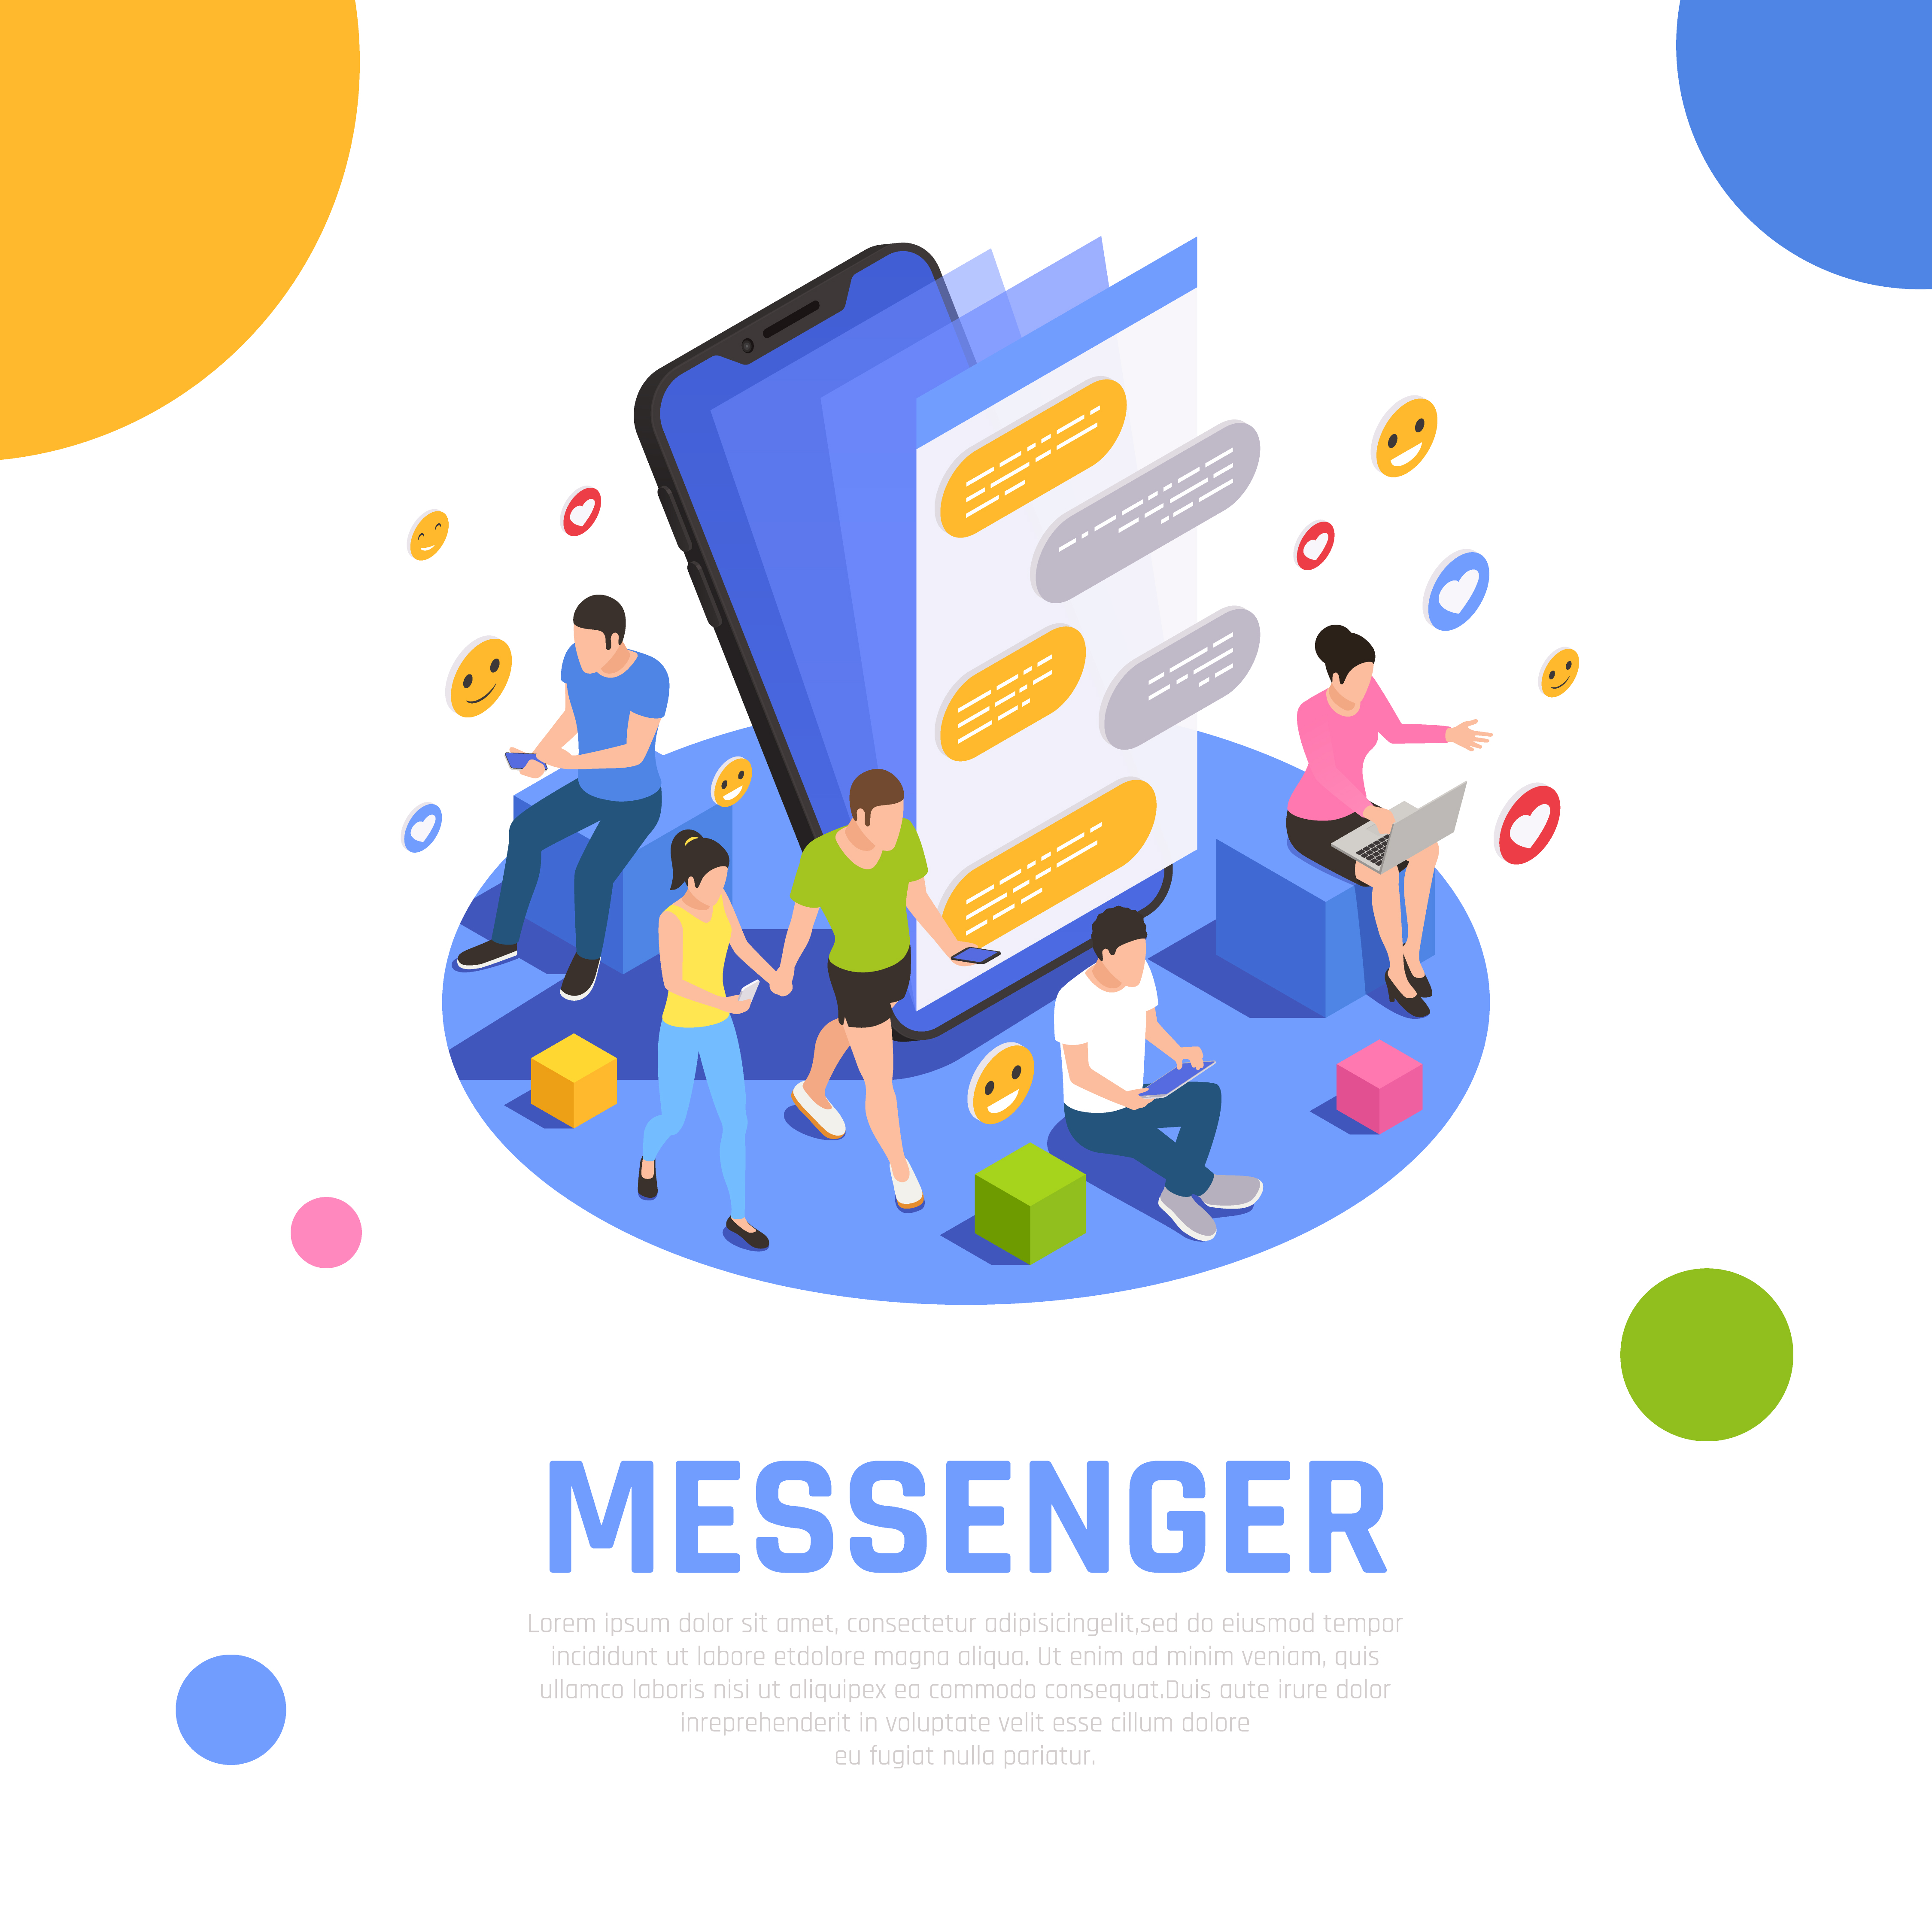 MESSENGER
Lorem ipsum dolor sit amet, consectetur adipisicingelit,sed do eiusmod tempor
incididunt ut labore etdolore magna aliqua. Ut enim ad minim veniam, quis
ullamco laboris nisi ut aliquipex ea commodo consequat.Duis aute irure dolor
inreprehenderit in voluptate velit esse cillum dolore
eu fugiat nulla pariatur.